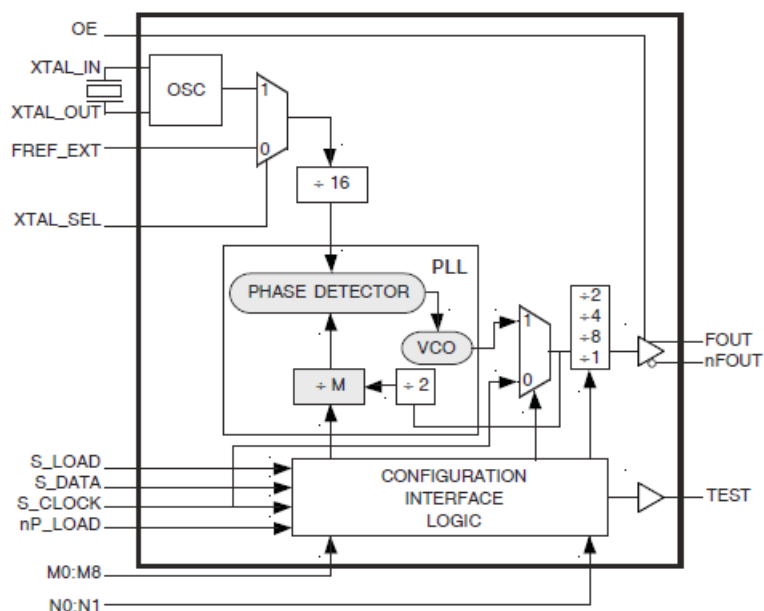 OE
XTAL_IN
OSC
1
XTAL_OUT
FREF_EXT
0
÷ 16
XTAL_SEL
PLL
PHASE DETECTOR
÷2
÷4
÷8
÷1
1
VCO
FOUT
nFOUT
÷ M
÷ 2
0
S_LOAD
S_DATA
S_CLOCK
nP_LOAD
CONFIGURATION
INTERFACE
LOGIC
TEST
M0:M8
N0:N1